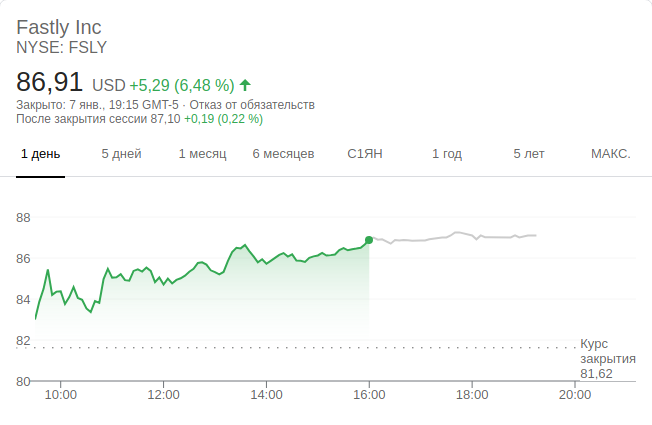 Fastly Inc
NYSE: FSLY
86,91 USD +5,29 (6,48 %)
Закрыто: 7 янв., 19:15 GMT-5 · Отказ от обязательств
После закрытия сессии 87,10 +0,19 (0,22 %)
1 день 5 дней 1 месяц 6 месяцев С1ЯН 1 год 5 лет МАКС.
88
86
84
82
Курс
закрытия
81,62
80
10:00 12:00 14:00 16:00 18:00 20:00